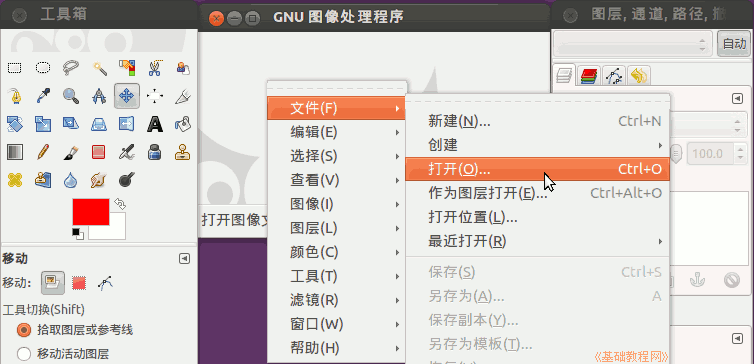 工具箱
GNU 图像处理程序
图层, 通道, 路径, 撤
自动
文件(F)
编辑(E)
选择(S)
查看(V)
图像(I)
图层(L)
颜色(C)
工具(T)
滤镜(R)
窗口(W)
帮助(H)
新建(N)... Ctrl+N
创建
打开(O)... Ctrl+O
作为图层打开(E)... Ctrl+Alt+O
打开位置(L)...
最近打开(R)
保存(S) Ctrl+S
另存为(A)... A
保存副本(Y)...
另存为模板(T)...
100.0
打开图像文
移动
移动：
工具切换(Shift)
拾取图层或参考线
移动活动图层
《基础教程网》